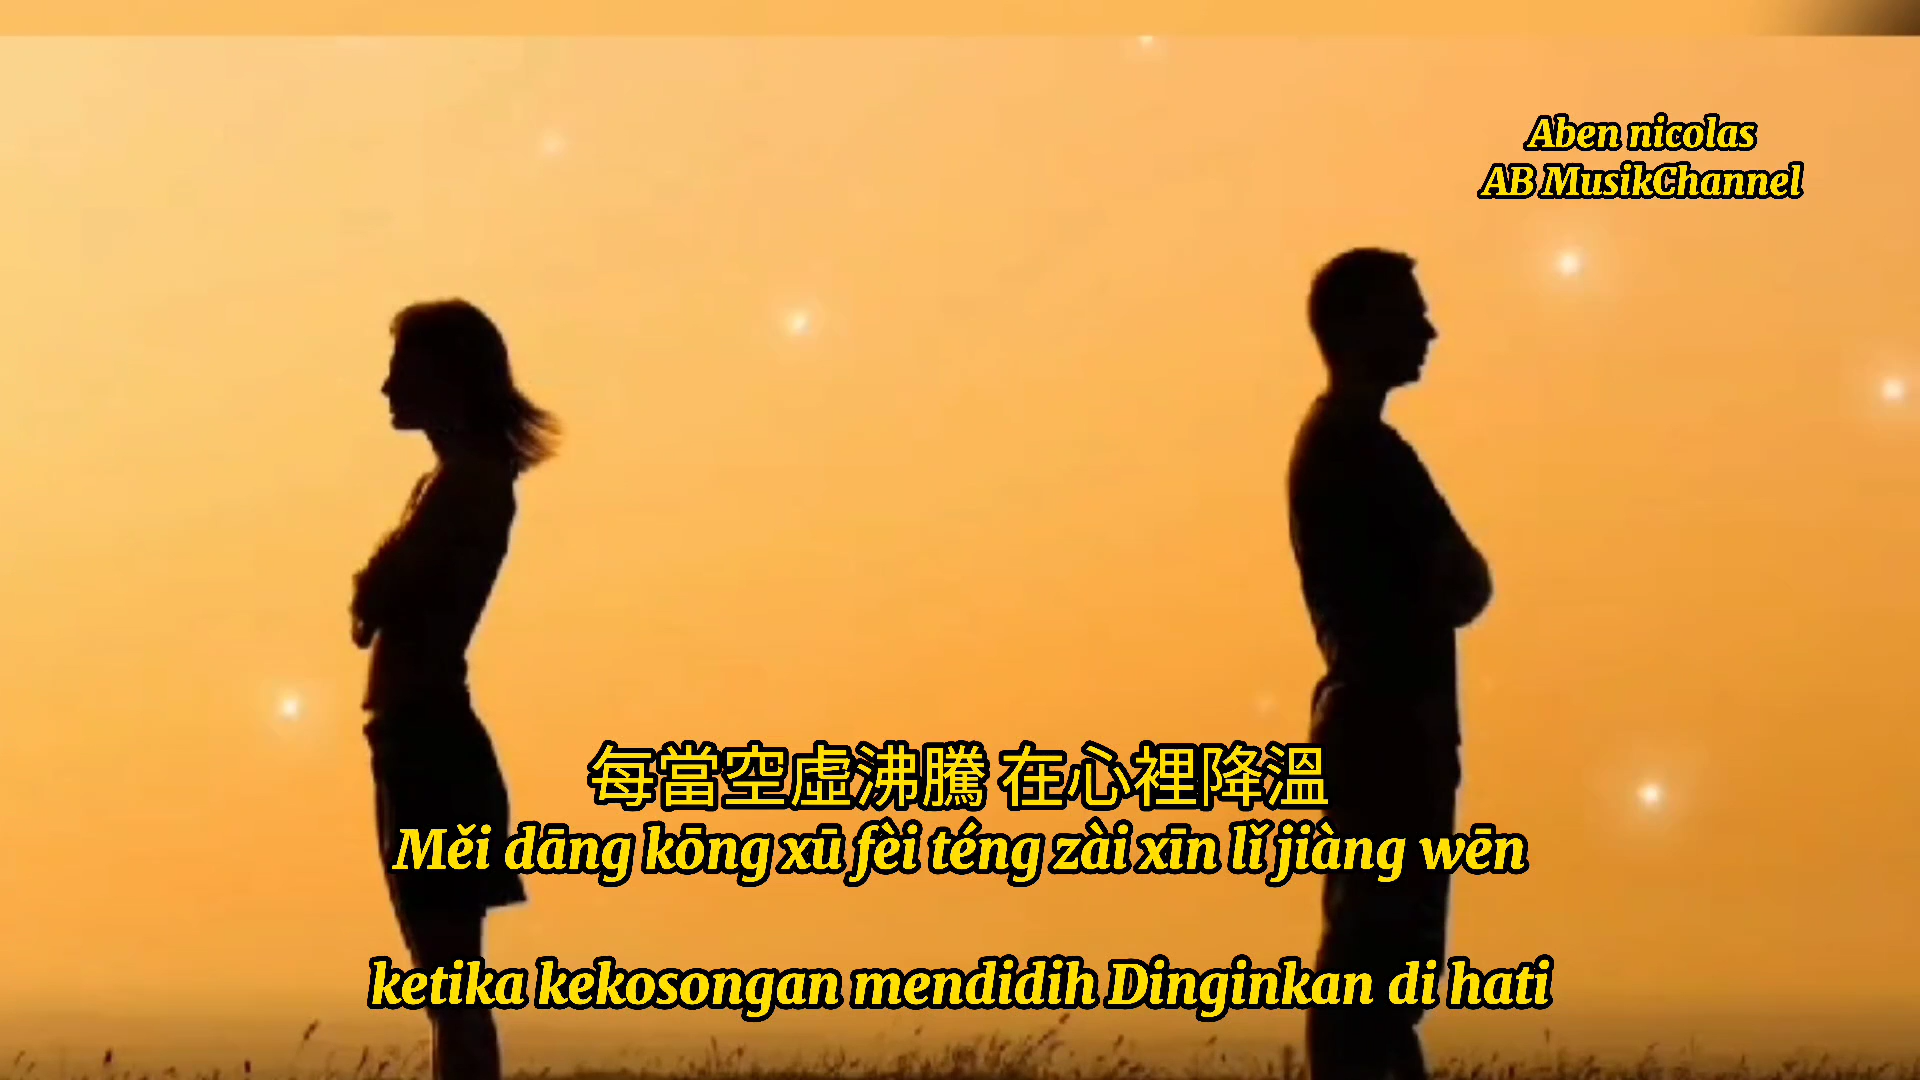 Aben nicolas
AB MusikChannel
每當空虛沸騰 在心裡降溫
Měi dāng kōng xū fèi téng zài xīn lǐ jiàng wēn
ketika kekosongan mendidih Dinginkan di hati